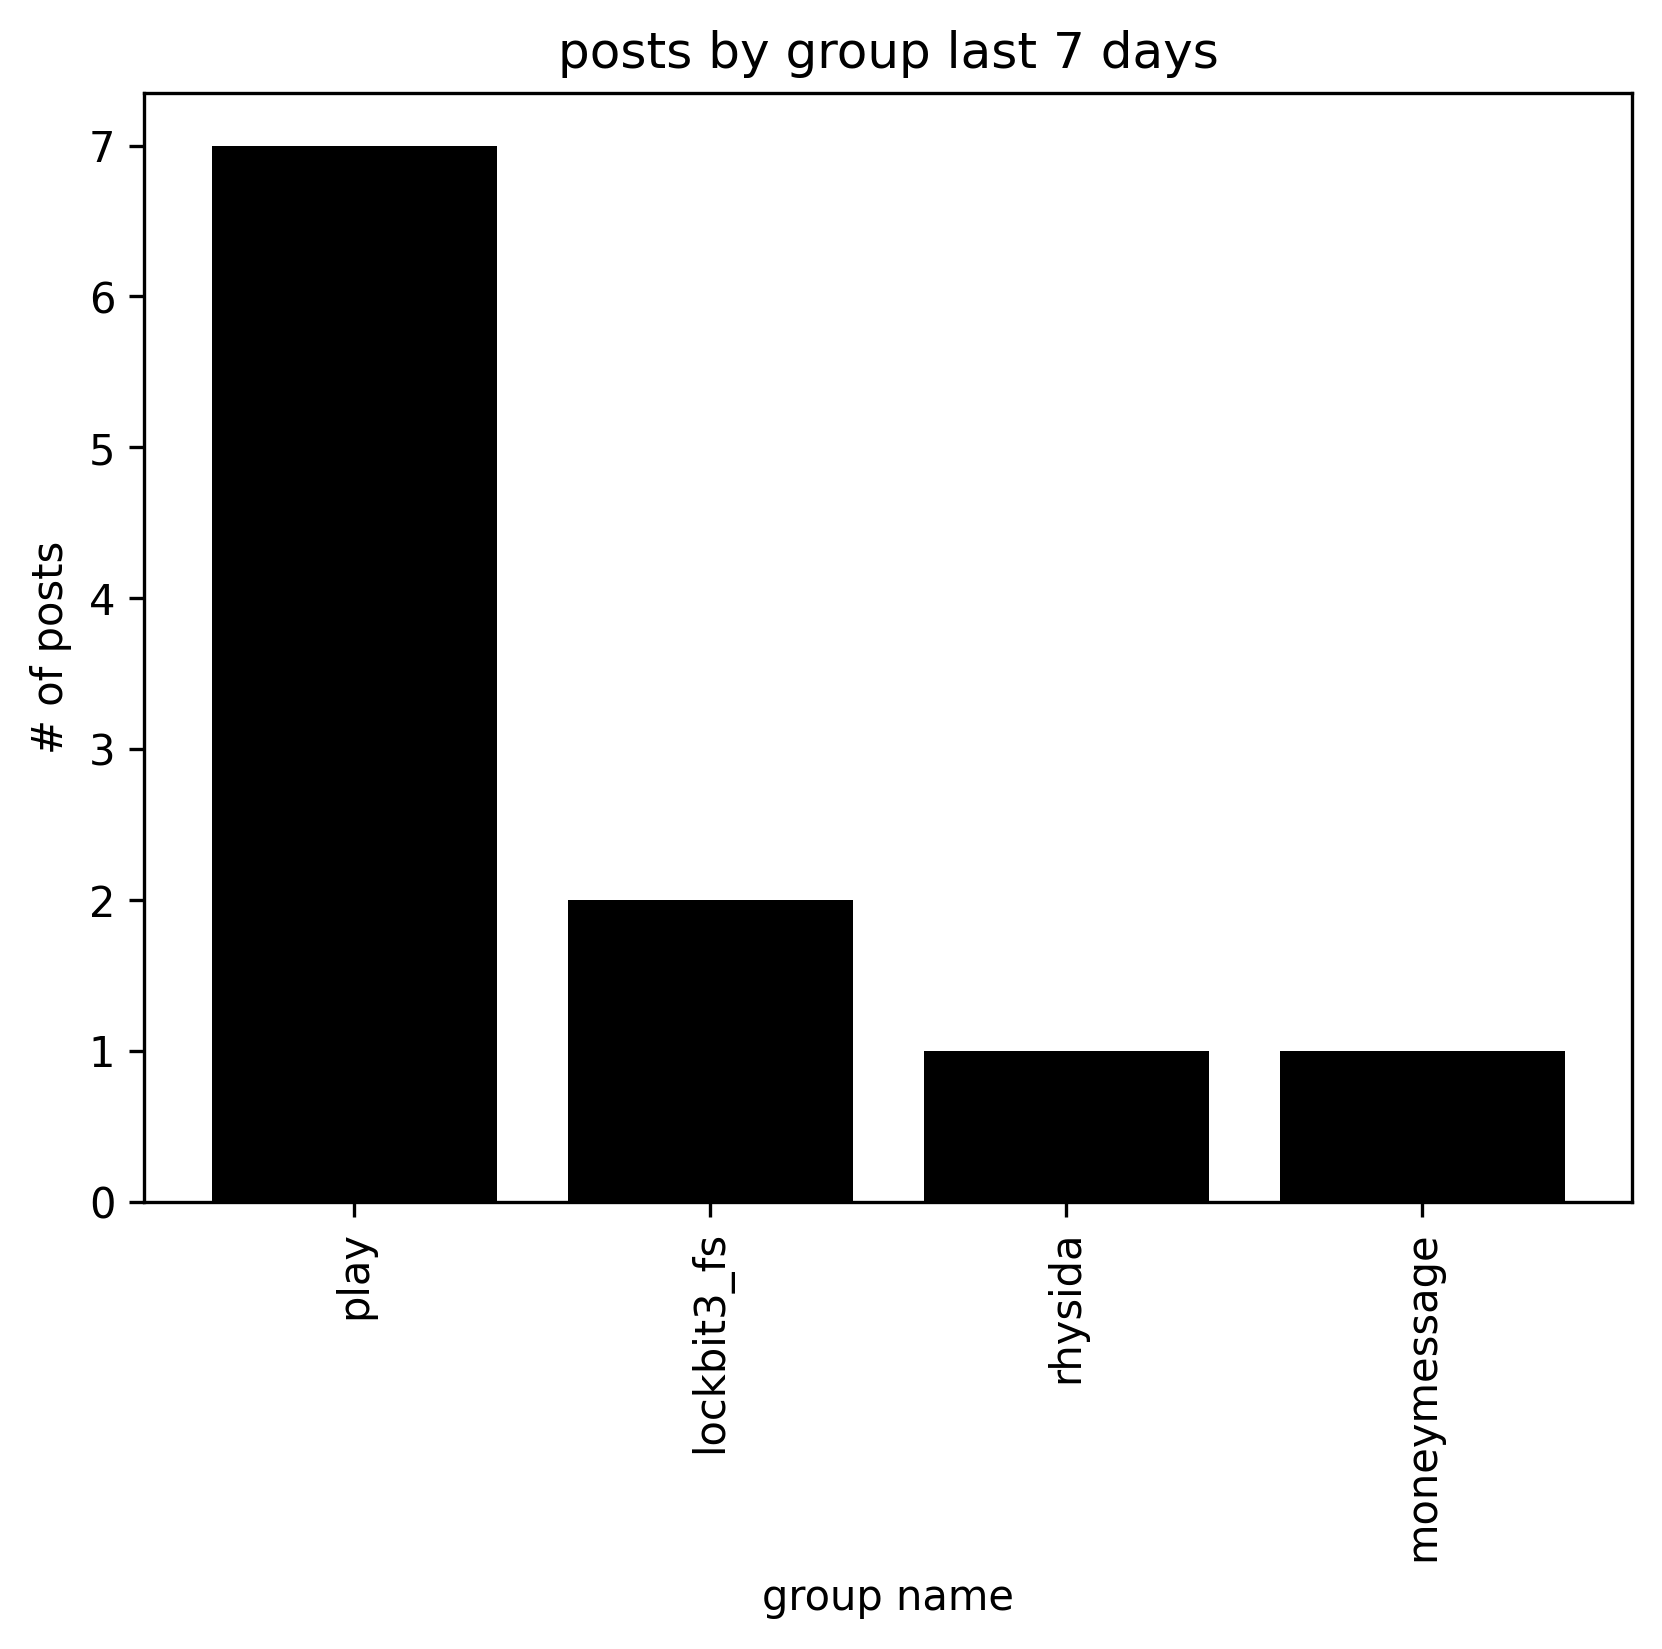 posts by group last 7 days
7
6
5
4
3
2
1
0
# of posts
play
lockbit3_fs
rhysida
moneymessage
group name